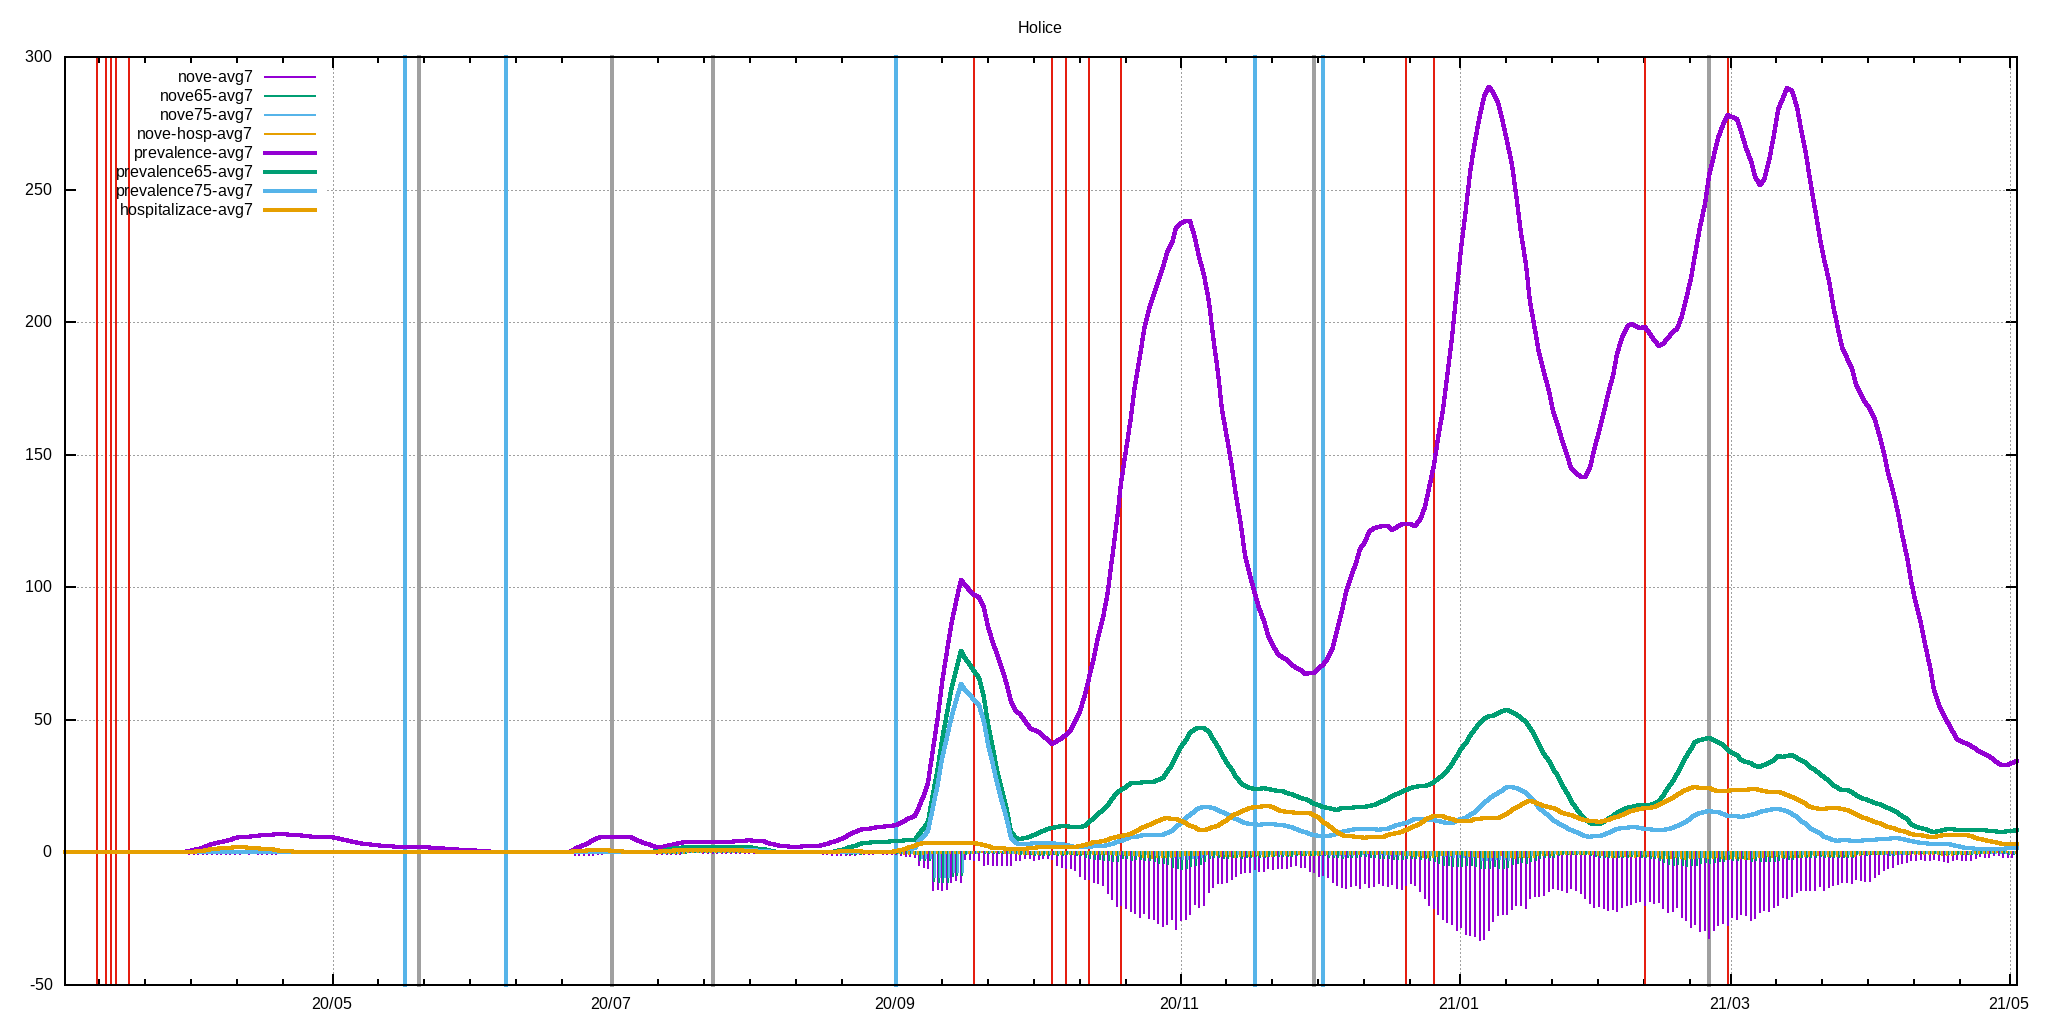 Holice
300
250
200
150
100
50
0
-50
nove-avg7
nove65-avg7
nove75-avg7
nove-hosp-avg7
prevalence-avg7
prevalence65-avg7
prevalence75-avg7
hospitalizace-avg7
20/05 20/07 20/09 20/11 21/01 21/03 21/05